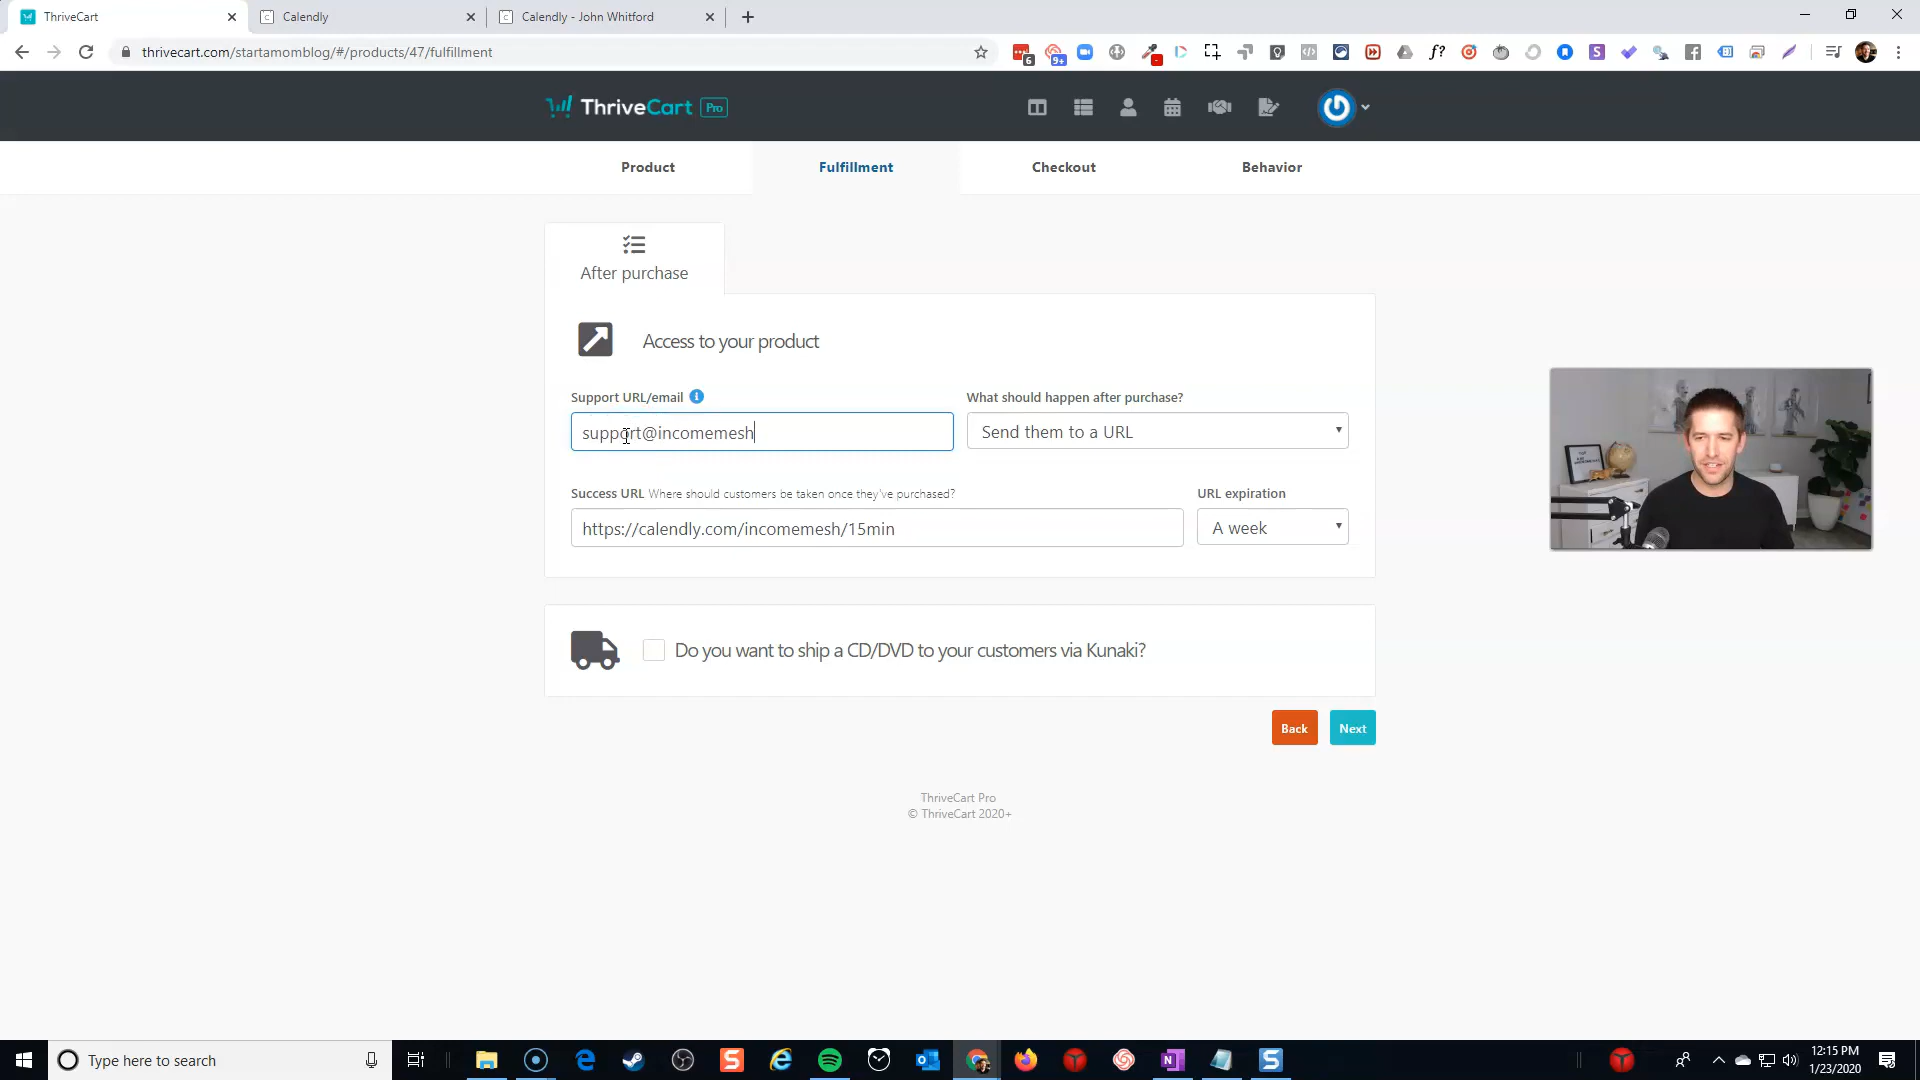 ThriveCart
Calendly
Calendly - John Whitford
thrivecart.com/startamomblog/#/products/47/fulfillment
6
9+
f?
S
ThriveCart Pro
Product
Fulfillment
Checkout
Behavior
After purchase
Access to your product
Support URL/email
What should happen after purchase?
support@incomemesh
Send them to a URL
Success URL Where should customers be taken once they've purchased?
URL expiration
https://calendly.com/incomemesh/15min
A week
Do you want to ship a CD/DVD to your customers via Kunaki?
Back
Next
ThriveCart Pro
© ThriveCart 2020+
Type here to search
12:15 PM
1/23/2020